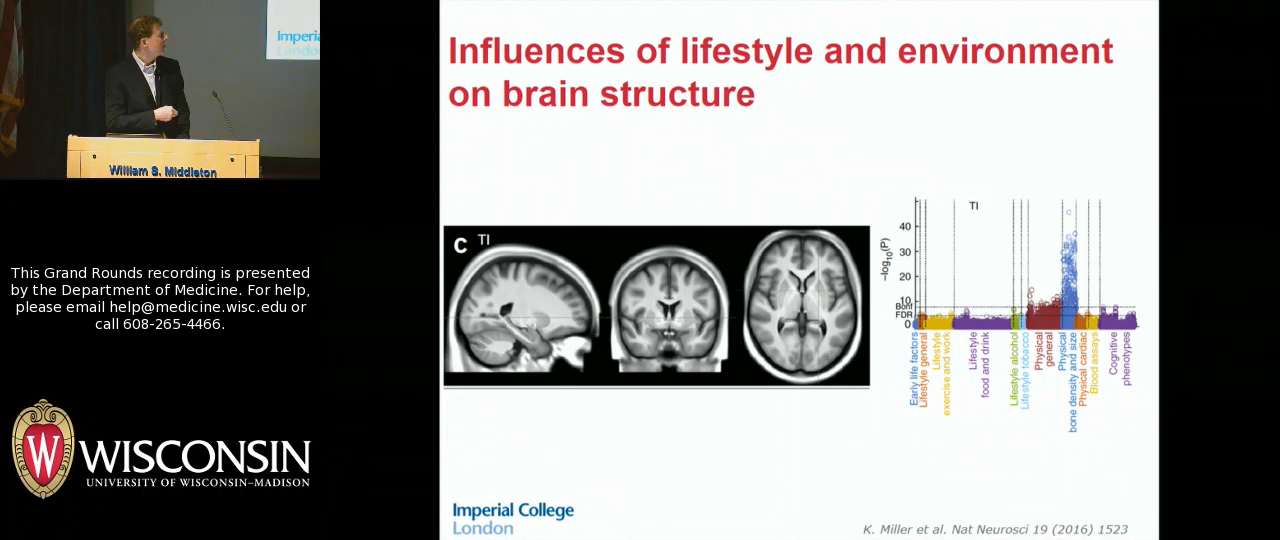 Imperial
London
William S. Middleton
This Grand Rounds recording is presented
by the Department of Medicine. For help,
please email help@medicine.wisc.edu or
call 608-265-4466.
W
WISCONSIN
UNIVERSITY OF WISCONSIN–MADISON
Influences of lifestyle and environment
on brain structure
C TI
TI
−log10(P)
40
30
20
10
Bonf
FDR
0
Early life factors
Lifestyle general
Lifestyle
exercise and work
Lifestyle
food and drink
Lifestyle alcohol
Lifestyle tobacco
Physical
general
Physical
bone density and size
Physical cardiac
Blood assays
Cognitive
phenotypes
Imperial College
London
K. Miller et al. Nat Neurosci 19 (2016) 1523